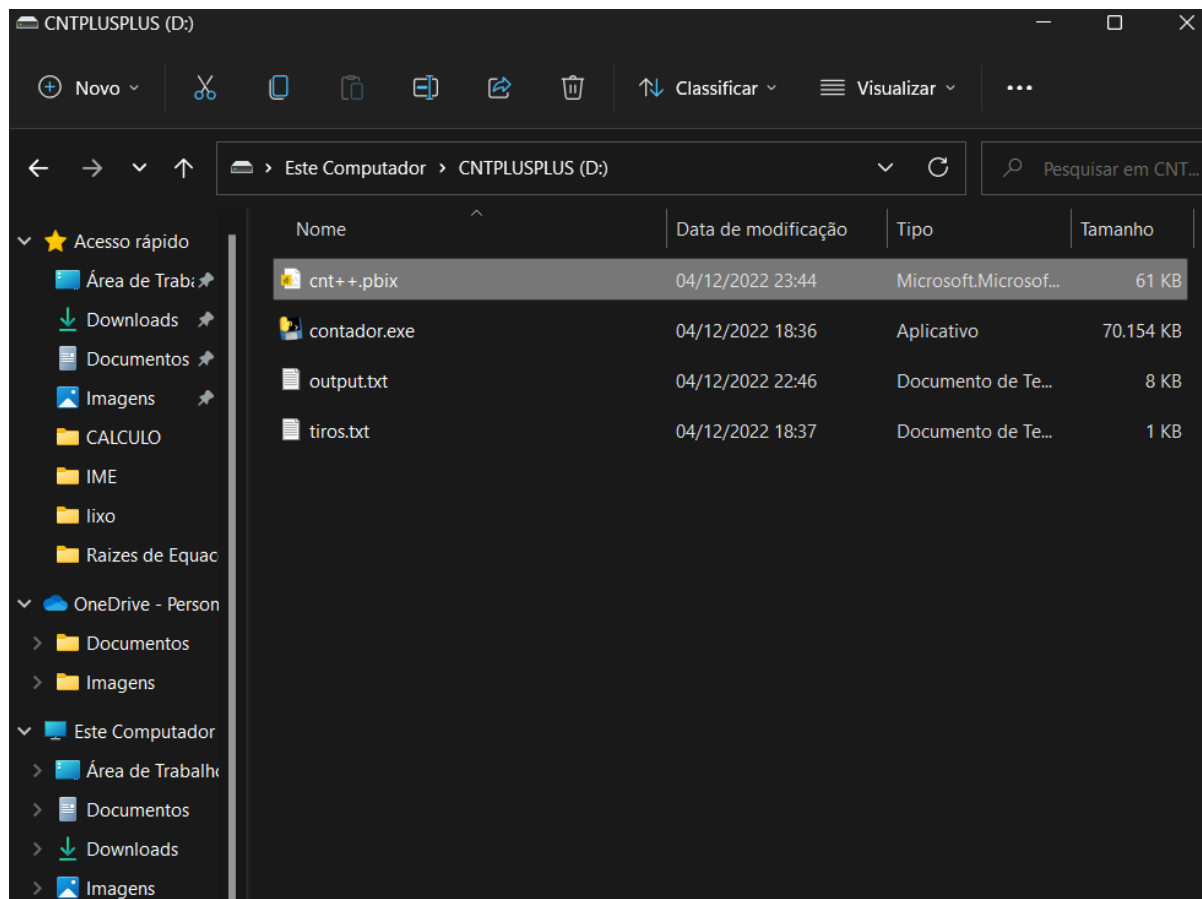 CNTPLUSPLUS (D:)
Novo
Classificar
Visualizar
Este Computador > CNTPLUSPLUS (D:)
Pesquisar em CNT...
Nome Data de modificação Tipo Tamanho
cnt++.pbix 04/12/2022 23:44 Microsoft.Microsof... 61 KB
contador.exe 04/12/2022 18:36 Aplicativo 70.154 KB
output.txt 04/12/2022 22:46 Documento de Te... 8 KB
tiros.txt 04/12/2022 18:37 Documento de Te... 1 KB
Acesso rápido
Área de Traba
Downloads
Documentos
Imagens
CALCULO
IME
lixo
Raizes de Equac
OneDrive - Person
Documentos
Imagens
Este Computador
Área de Trabalho
Documentos
Downloads
Imagens